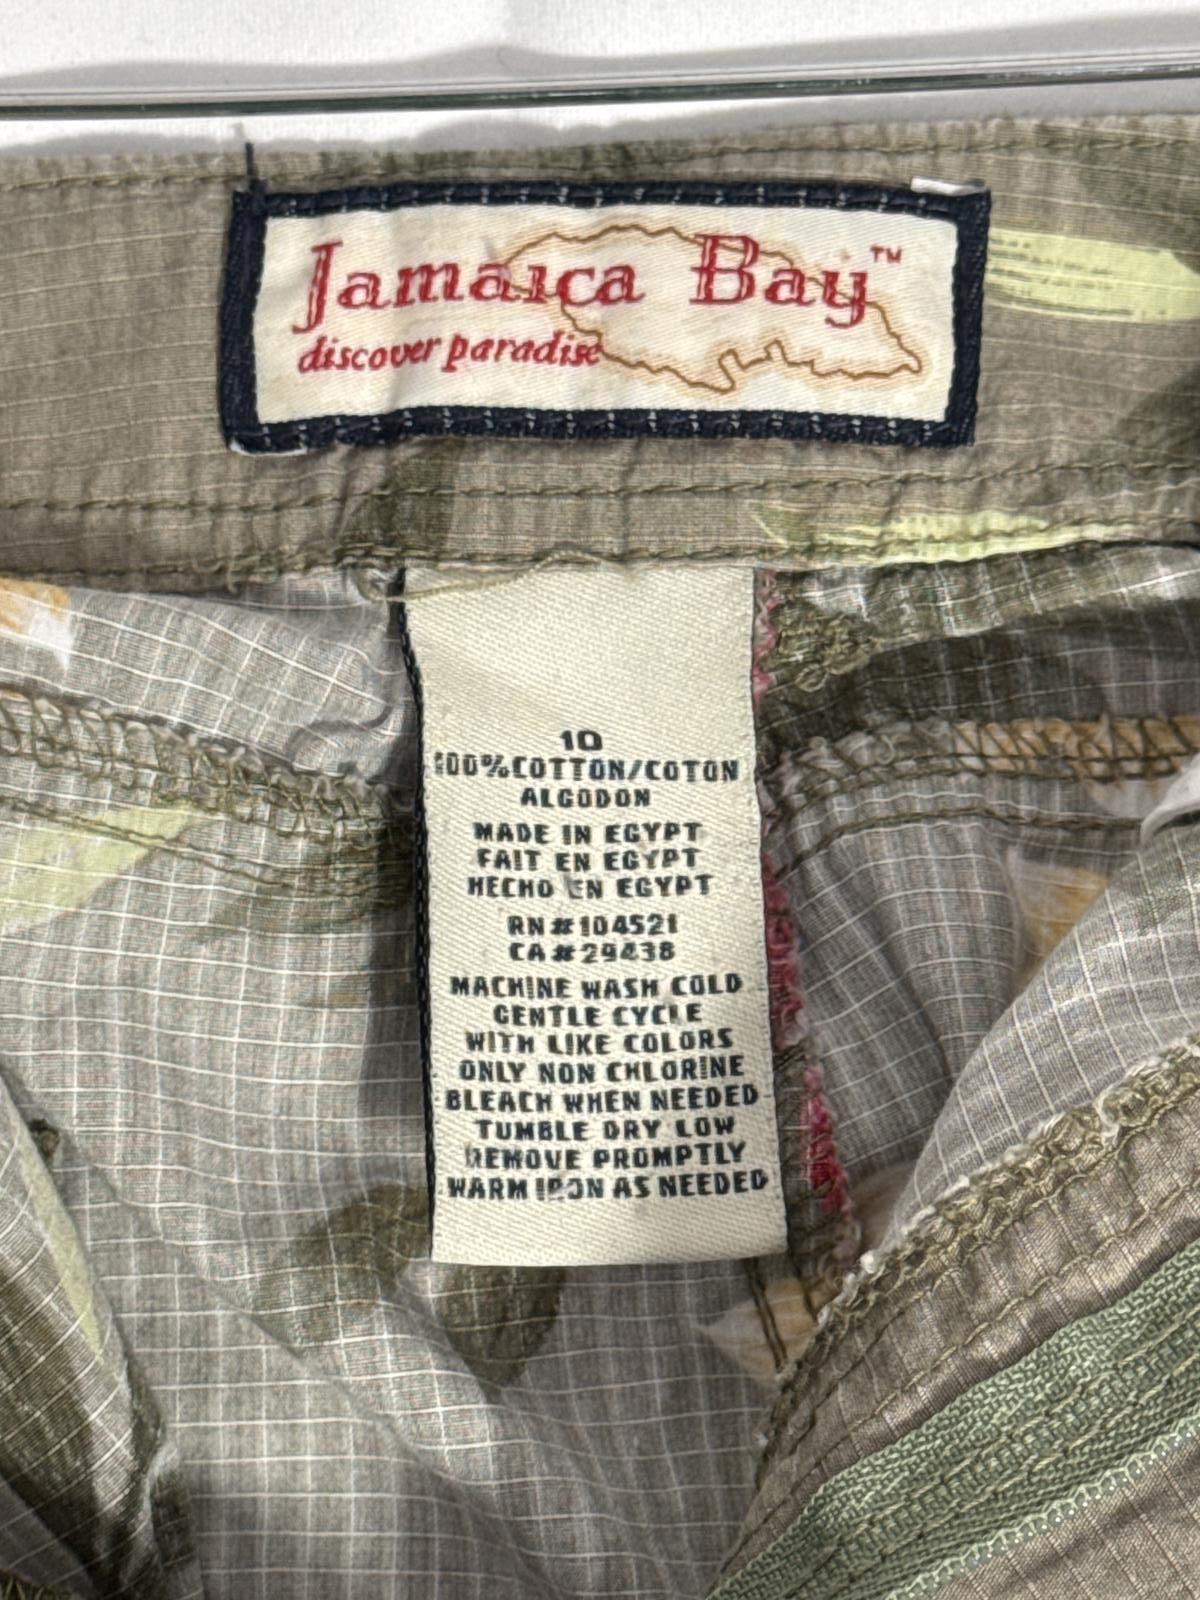 Jamaica Bay™
discover paradise
10
100%COTTON/COTON
ALGODON
MADE IN EGYPT
FAIT EN EGYPT
HECHO EN EGYPT
RN#104521
CA#29438
MACHINE WASH COLD
GENTLE CYCLE
WITH LIKE COLORS
ONLY NON CHLORINE
BLEACH WHEN NEEDED
TUMBLE DRY LOW
REMOVE PROMPTLY
WARM IRON AS NEEDED